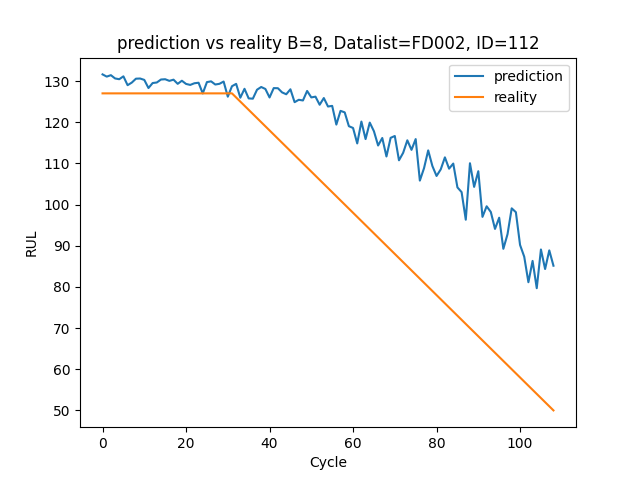 prediction vs reality B=8, Datalist=FD002, ID=112
prediction
reality
130
120
110
100
90
80
70
60
50
RUL
0 20 40 60 80 100
Cycle